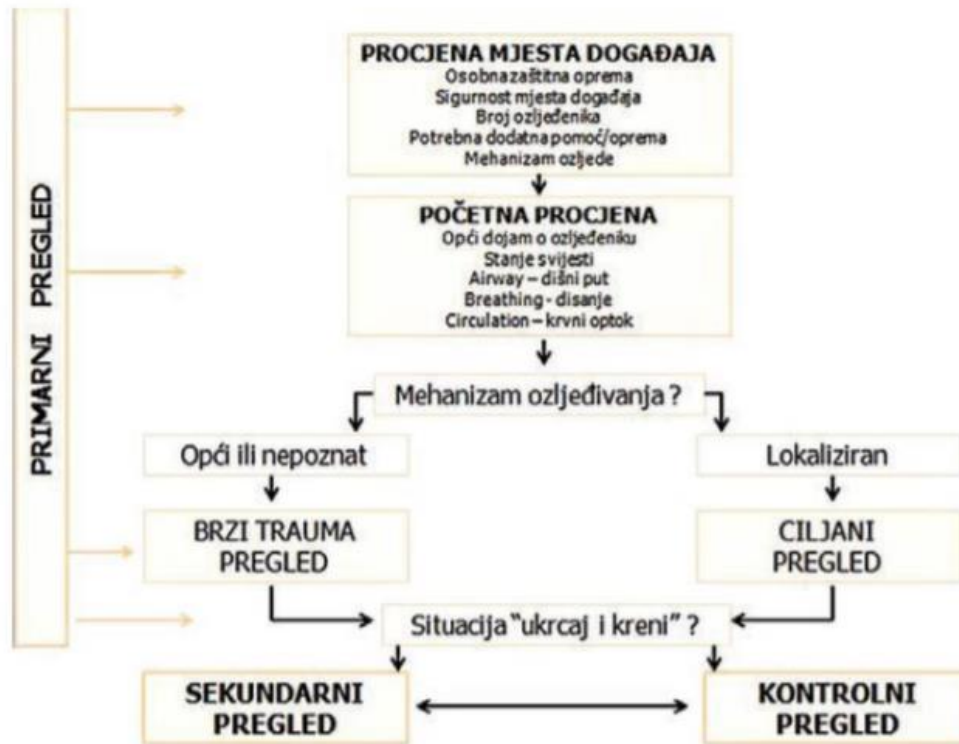 PRIMARNI PREGLED
PROCJENA MJESTA DOGAĐAJA
Osobna zaštitna oprema
Sigurnost mjesta događaja
Broj ozljeđenika
Potrebna dodatna pomoć/oprema
Mehanizam ozljede
POČETNA PROCJENA
Opći dojam o ozljeđeniku
Stanje svijesti
Airway – dišni put
Breathing - disanje
Circulation – krvni optok
Mehanizam ozljeđivanja ?
Opći ili nepoznat
Lokaliziran
BRZI TRAUMA
PREGLED
CILJANI
PREGLED
Situacija "ukrcaj i kreni" ?
SEKUNDARNI
PREGLED
KONTROLNI
PREGLED